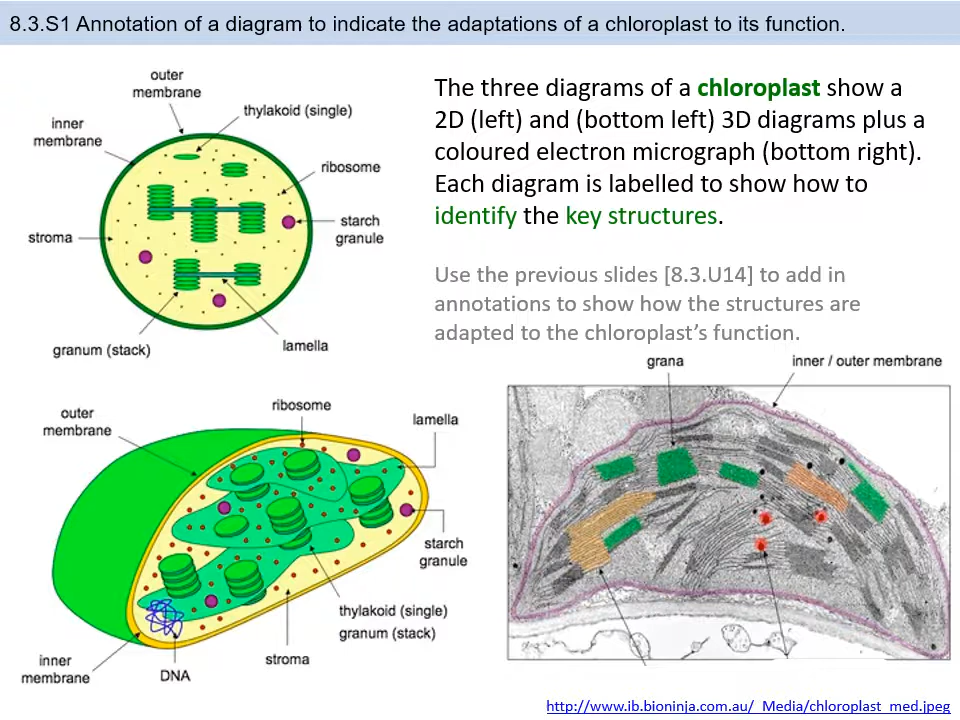 8.3.S1 Annotation of a diagram to indicate the adaptations of a chloroplast to its function.
The three diagrams of a chloroplast show a
2D (left) and (bottom left) 3D diagrams plus a
coloured electron micrograph (bottom right).
Each diagram is labelled to show how to
identify the key structures.
Use the previous slides [8.3.U14] to add in
annotations to show how the structures are
adapted to the chloroplast's function.
outer
membrane
thylakoid (single)
inner
membrane
ribosome
starch
granule
stroma
granum (stack)
lamella
outer
membrane
ribosome
lamella
starch
granule
thylakoid (single)
granum (stack)
stroma
DNA
inner
membrane
grana
inner / outer membrane
http://www.ib.bioninja.com.au/_Media/chloroplast_med.jpeg